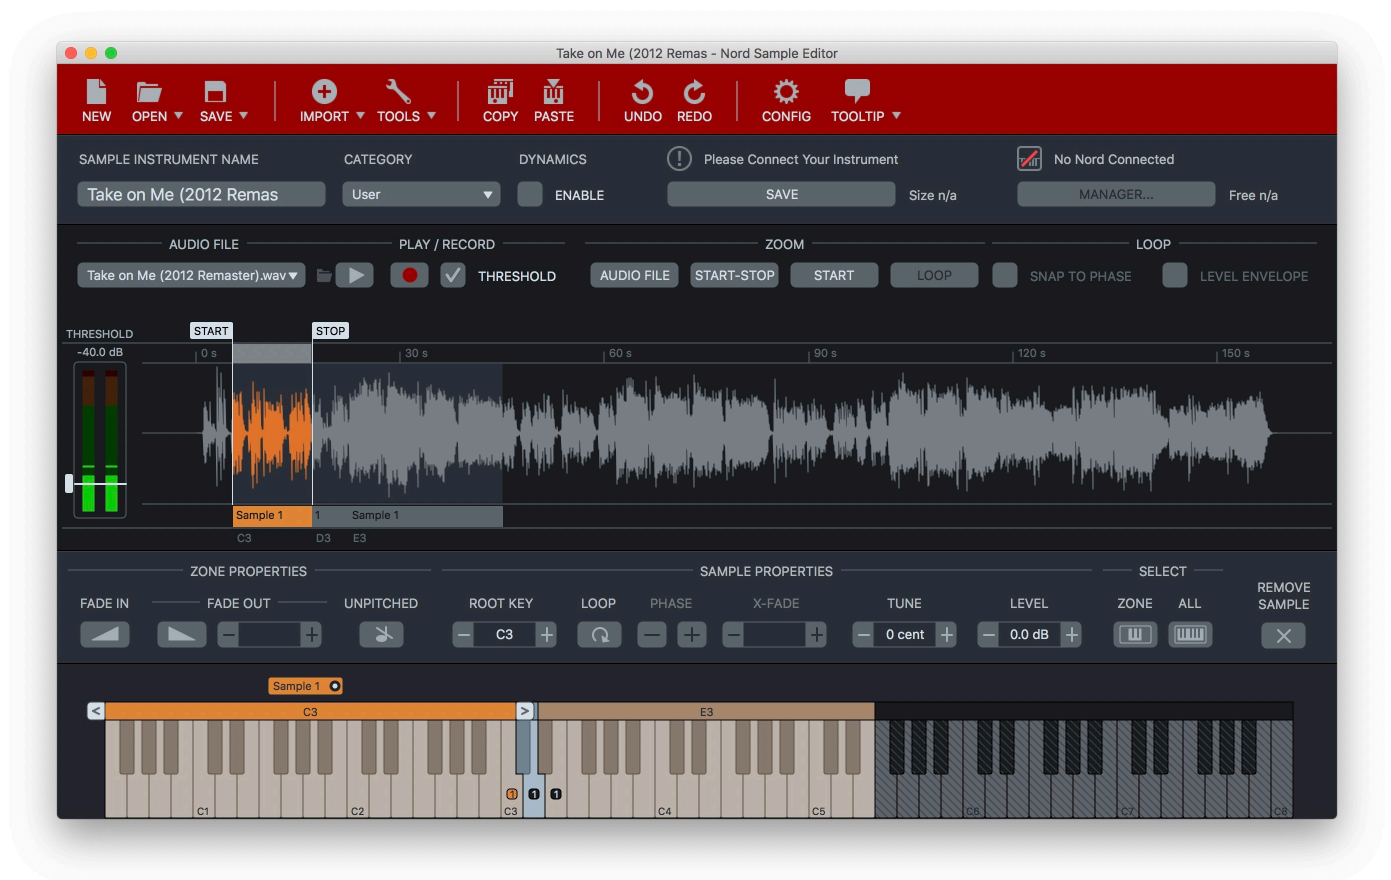 Take on Me (2012 Remas - Nord Sample Editor
NEW OPEN SAVE IMPORT TOOLS COPY PASTE UNDO REDO CONFIG TOOLTIP
SAMPLE INSTRUMENT NAME CATEGORY DYNAMICS ! Please Connect Your Instrument No Nord Connected
Take on Me (2012 Remas User ENABLE SAVE Size n/a MANAGER... Free n/a
AUDIO FILE PLAY / RECORD ZOOM LOOP
Take on Me (2012 Remaster).wav THRESHOLD AUDIO FILE START-STOP START LOOP SNAP TO PHASE LEVEL ENVELOPE
THRESHOLD START STOP
-40.0 dB 0 s 30 s 60 s 90 s 120 s 150 s
Sample 1 1 Sample 1
C3 D3 E3
ZONE PROPERTIES SAMPLE PROPERTIES SELECT
REMOVE
SAMPLE
FADE IN FADE OUT UNPITCHED ROOT KEY LOOP PHASE X-FADE TUNE LEVEL ZONE ALL
− + − C3 + − + − + − 0 cent + − 0.0 dB +
Sample 1
< C3 > E3
1 1 1
C1 C2 C3 C4 C5 C6 C7 C8